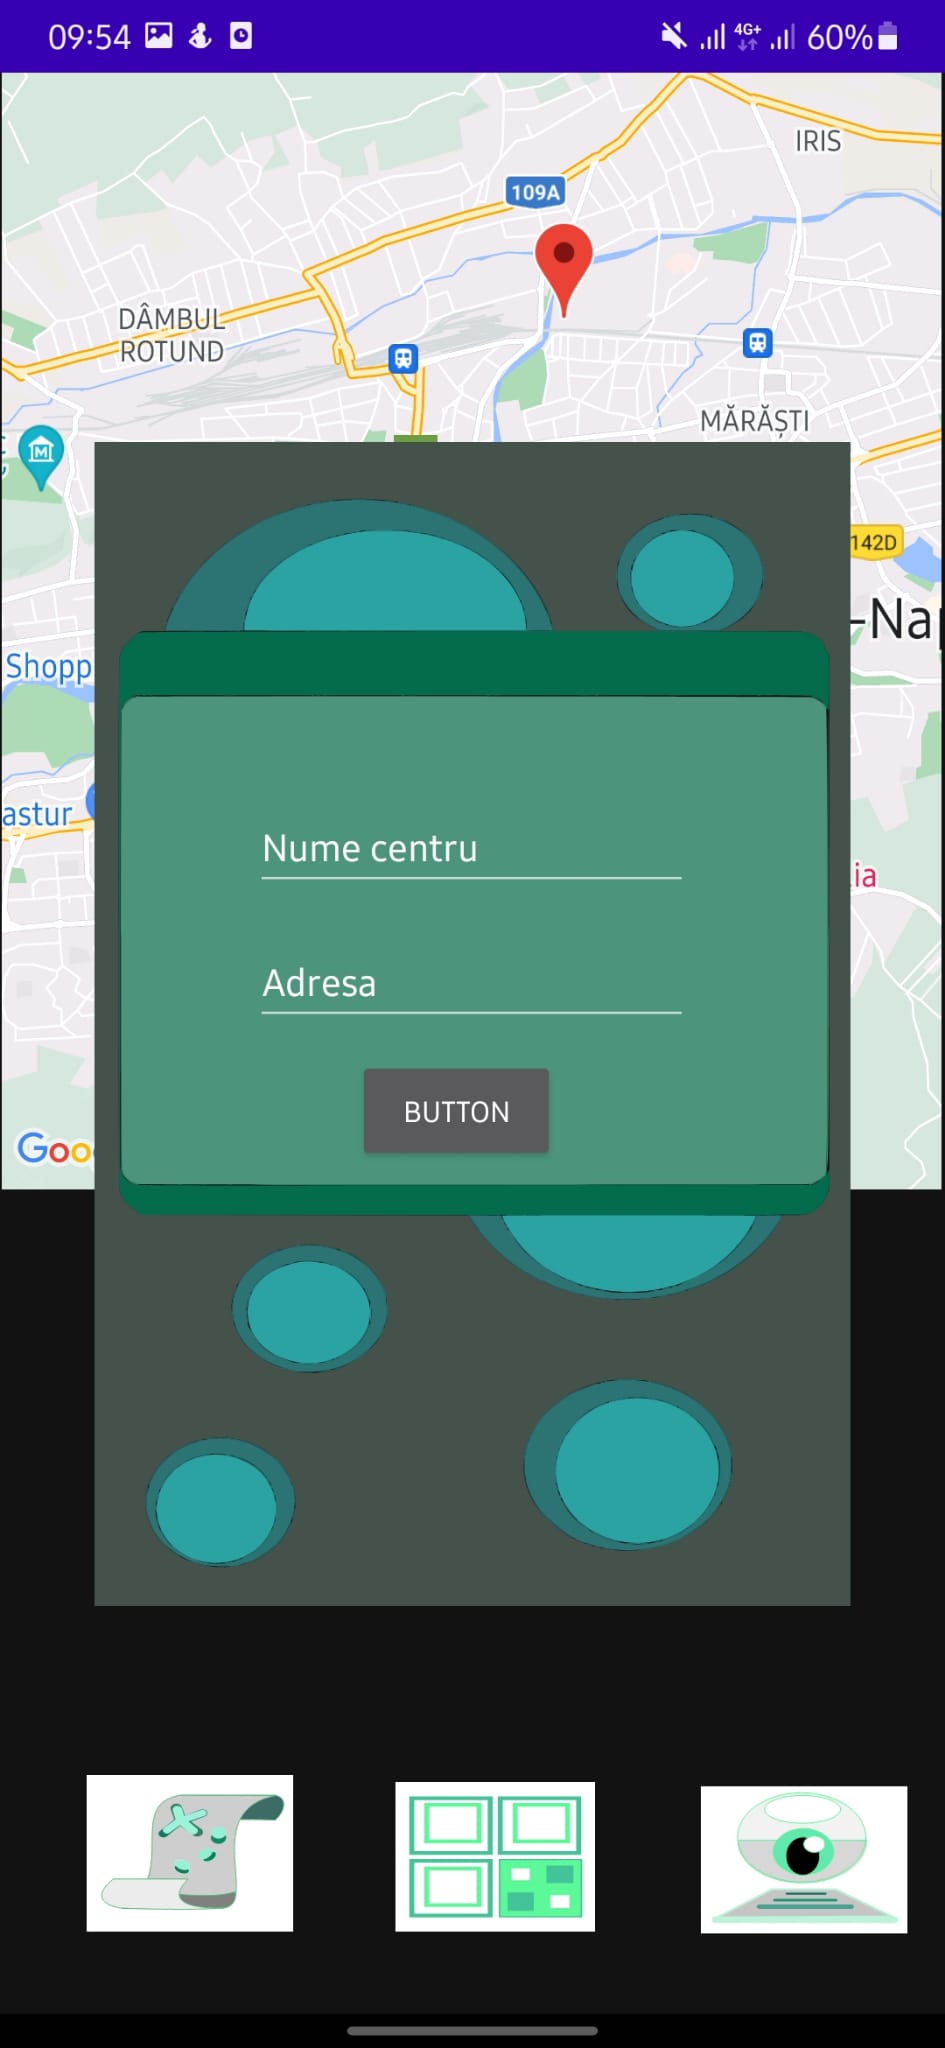 09:54 4G+ 60%
IRIS
109A
DÂMBUL
ROTUND
MĂRĂȘTI
142D
-Na
Shopp
astur
ia
Nume centru
Adresa
BUTTON
Goo